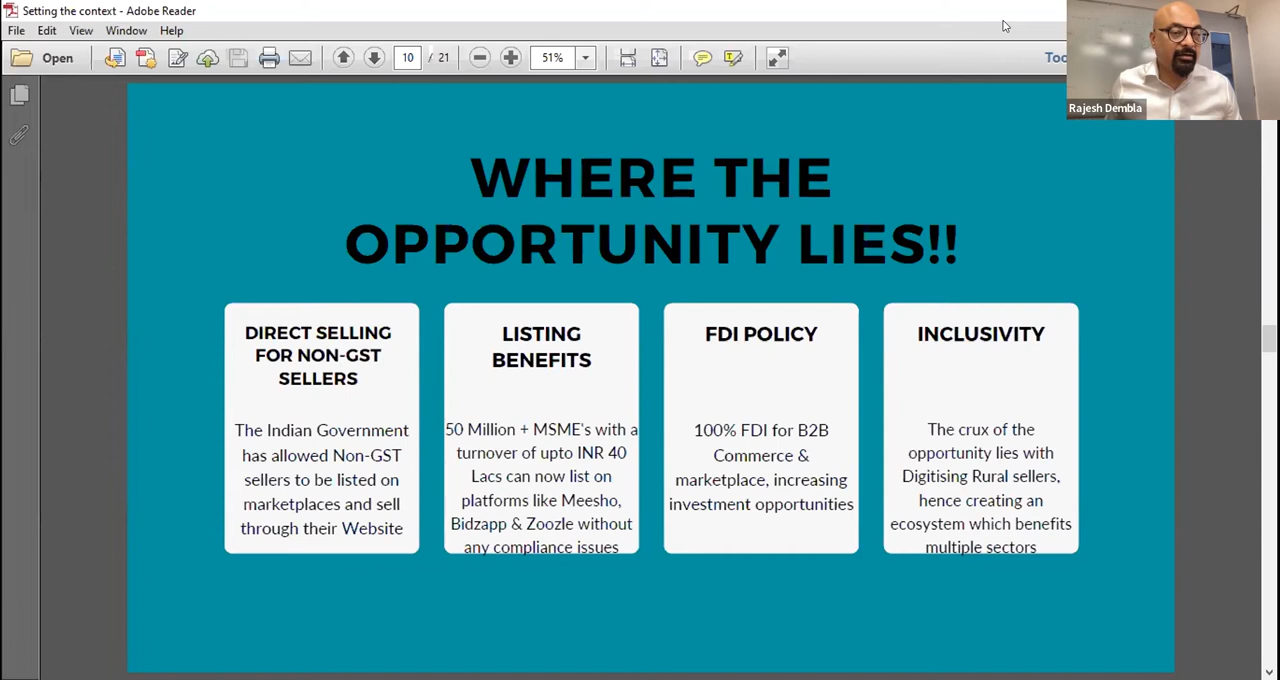 Setting the context - Adobe Reader
File Edit View Window Help
Open 10 / 21 51% Too
Rajesh Dembla
WHERE THE
OPPORTUNITY LIES!!
DIRECT SELLING
FOR NON-GST
SELLERS
The Indian Government
has allowed Non-GST
sellers to be listed on
marketplaces and sell
through their Website
LISTING
BENEFITS
50 Million + MSME's with a
turnover of upto INR 40
Lacs can now list on
platforms like Meesho,
Bidzapp & Zoozle without
any compliance issues
FDI POLICY
100% FDI for B2B
Commerce &
marketplace, increasing
investment opportunities
INCLUSIVITY
The crux of the
opportunity lies with
Digitising Rural sellers,
hence creating an
ecosystem which benefits
multiple sectors